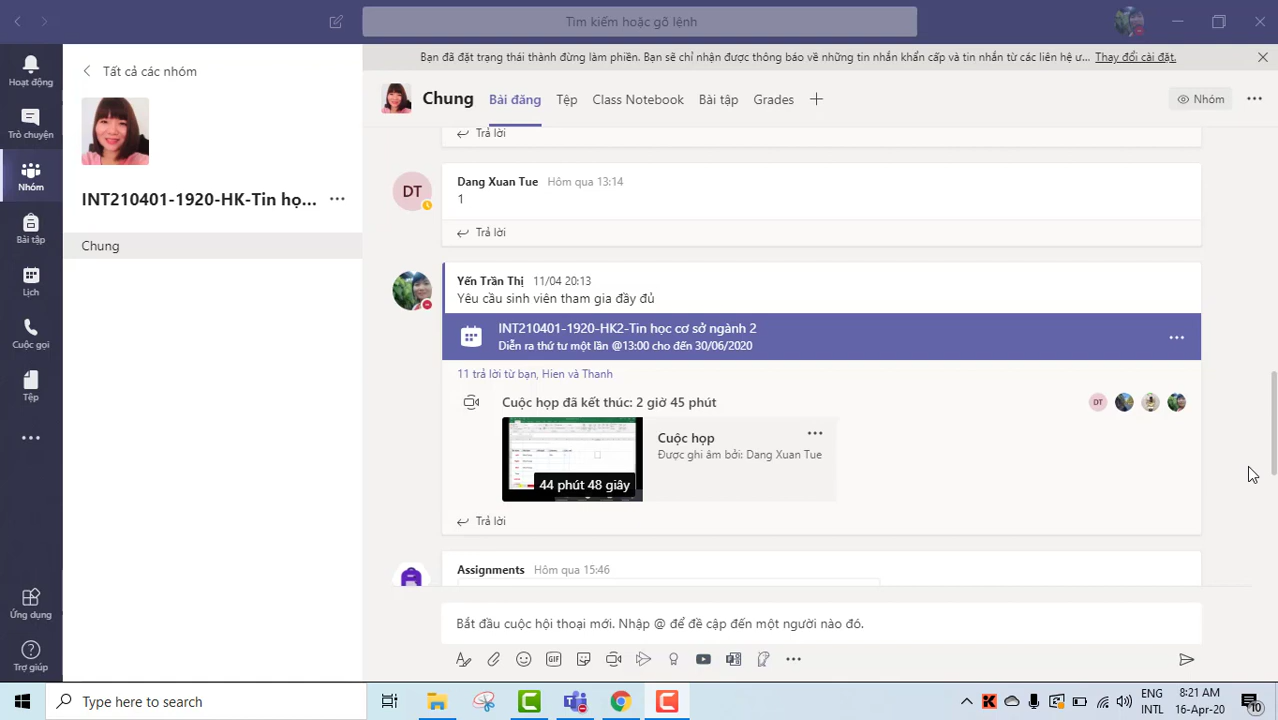 Tìm kiếm hoặc gõ lệnh
Hoạt động
Trò chuyện
Nhóm
Bài tập
Lịch
Cuộc gọi
Tệp
Ứng dụng
Trợ giúp
Tất cả các nhóm
INT210401-1920-HK-Tin họ...
Chung
Bạn đã đặt trạng thái thành đừng làm phiền. Bạn sẽ chỉ nhận được thông báo về những tin nhắn khẩn cấp và tin nhắn từ các liên hệ ư... Thay đổi cài đặt.
Chung Bài đăng Tệp Class Notebook Bài tập Grades
Nhóm
Trả lời
DT
Dang Xuan Tue Hôm qua 13:14
1
Trả lời
Yến Trần Thị 11/04 20:13
Yêu cầu sinh viên tham gia đầy đủ
INT210401-1920-HK2-Tin học cơ sở ngành 2
Diễn ra thứ tư một lần @13:00 cho đến 30/06/2020
11 trả lời từ bạn, Hien và Thanh
Cuộc họp đã kết thúc: 2 giờ 45 phút
DT
Cuộc họp
Được ghi âm bởi: Dang Xuan Tue
44 phút 48 giây
Trả lời
Assignments Hôm qua 15:46
Bắt đầu cuộc hội thoại mới. Nhập @ để đề cập đến một người nào đó.
GIF
Type here to search
ENG
INTL
8:21 AM
16-Apr-20
10